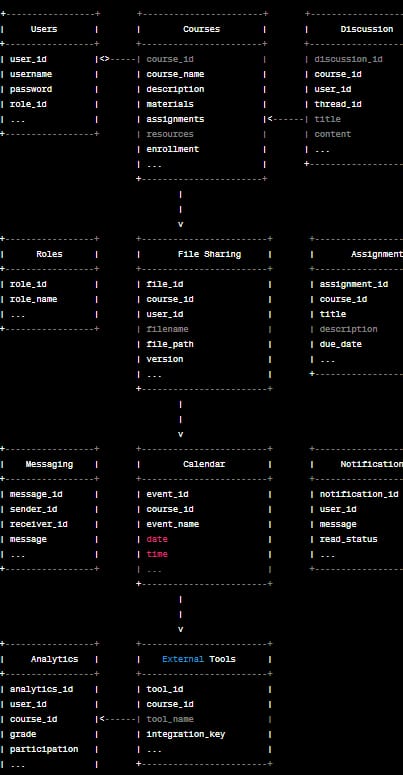 +-----------------+      +-----------------------+      +-----------------
|     Users       |      |        Courses        |      |      Discussion
+-----------------+      +-----------------------+      +-----------------
| user_id         |<>-----| course_id             |      | discussion_id
| username        |      | course_name           |      | course_id
| password        |      | description           |      | user_id
| role_id         |      | materials             |      | thread_id
| ...             |      | assignments           |<------| title
+-----------------+      | resources             |      | content
                         | enrollment            |      | ...
                         | ...                   |      +-----------------
                         +-----------------------+
                                 |
                                 |
                                 v
+-----------------+      +-----------------------+      +-----------------
|      Roles      |      |       File Sharing     |      |        Assignment
+-----------------+      +-----------------------+      +-----------------
| role_id         |      | file_id                |      | assignment_id
| role_name       |      | course_id              |      | course_id
| ...             |      | user_id                |      | title
+-----------------+      | filename               |      | description
                         | file_path              |      | due_date
                         | version                |      | ...
                         | ...                    |      +-----------------
                         +-----------------------+
                                 |
                                 |
                                 v
+-----------------+      +-----------------------+      +-----------------
|    Messaging    |      |        Calendar        |      |      Notification
+-----------------+      +-----------------------+      +-----------------
| message_id      |      | event_id               |      | notification_id
| sender_id       |      | course_id              |      | user_id
| receiver_id     |      | event_name             |      | message
| message         |      | date                   |      | read_status
| ...             |      | time                   |      | ...
+-----------------+      | ...                    |      +-----------------
                         +-----------------------+
                                 |
                                 |
                                 v
+-----------------+      +-----------------------+
|     Analytics   |      |    External Tools      |
+-----------------+      +-----------------------+
| analytics_id    |      | tool_id                |
| user_id         |      | course_id              |
| course_id       |<------| tool_name              |
| grade           |      | integration_key        |
| participation   |      | ...                    |
| ...             |      +-----------------------+